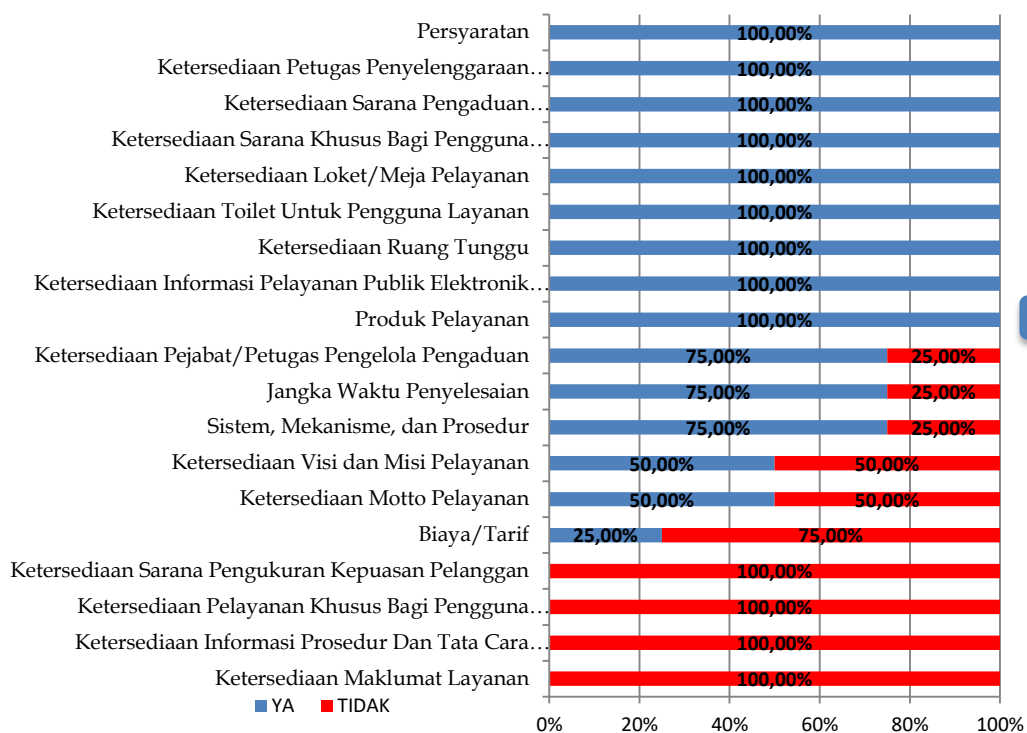 Persyaratan 100,00%
Ketersediaan Petugas Penyelenggaraan… 100,00%
Ketersediaan Sarana Pengaduan… 100,00%
Ketersediaan Sarana Khusus Bagi Pengguna… 100,00%
Ketersediaan Loket/Meja Pelayanan 100,00%
Ketersediaan Toilet Untuk Pengguna Layanan 100,00%
Ketersediaan Ruang Tunggu 100,00%
Ketersediaan Informasi Pelayanan Publik Elektronik… 100,00%
Produk Pelayanan 100,00%
Ketersediaan Pejabat/Petugas Pengelola Pengaduan 75,00% 25,00%
Jangka Waktu Penyelesaian 75,00% 25,00%
Sistem, Mekanisme, dan Prosedur 75,00% 25,00%
Ketersediaan Visi dan Misi Pelayanan 50,00% 50,00%
Ketersediaan Motto Pelayanan 50,00% 50,00%
Biaya/Tarif 25,00% 75,00%
Ketersediaan Sarana Pengukuran Kepuasan Pelanggan 100,00%
Ketersediaan Pelayanan Khusus Bagi Pengguna… 100,00%
Ketersediaan Informasi Prosedur Dan Tata Cara… 100,00%
Ketersediaan Maklumat Layanan 100,00%
YA TIDAK
0% 20% 40% 60% 80% 100%